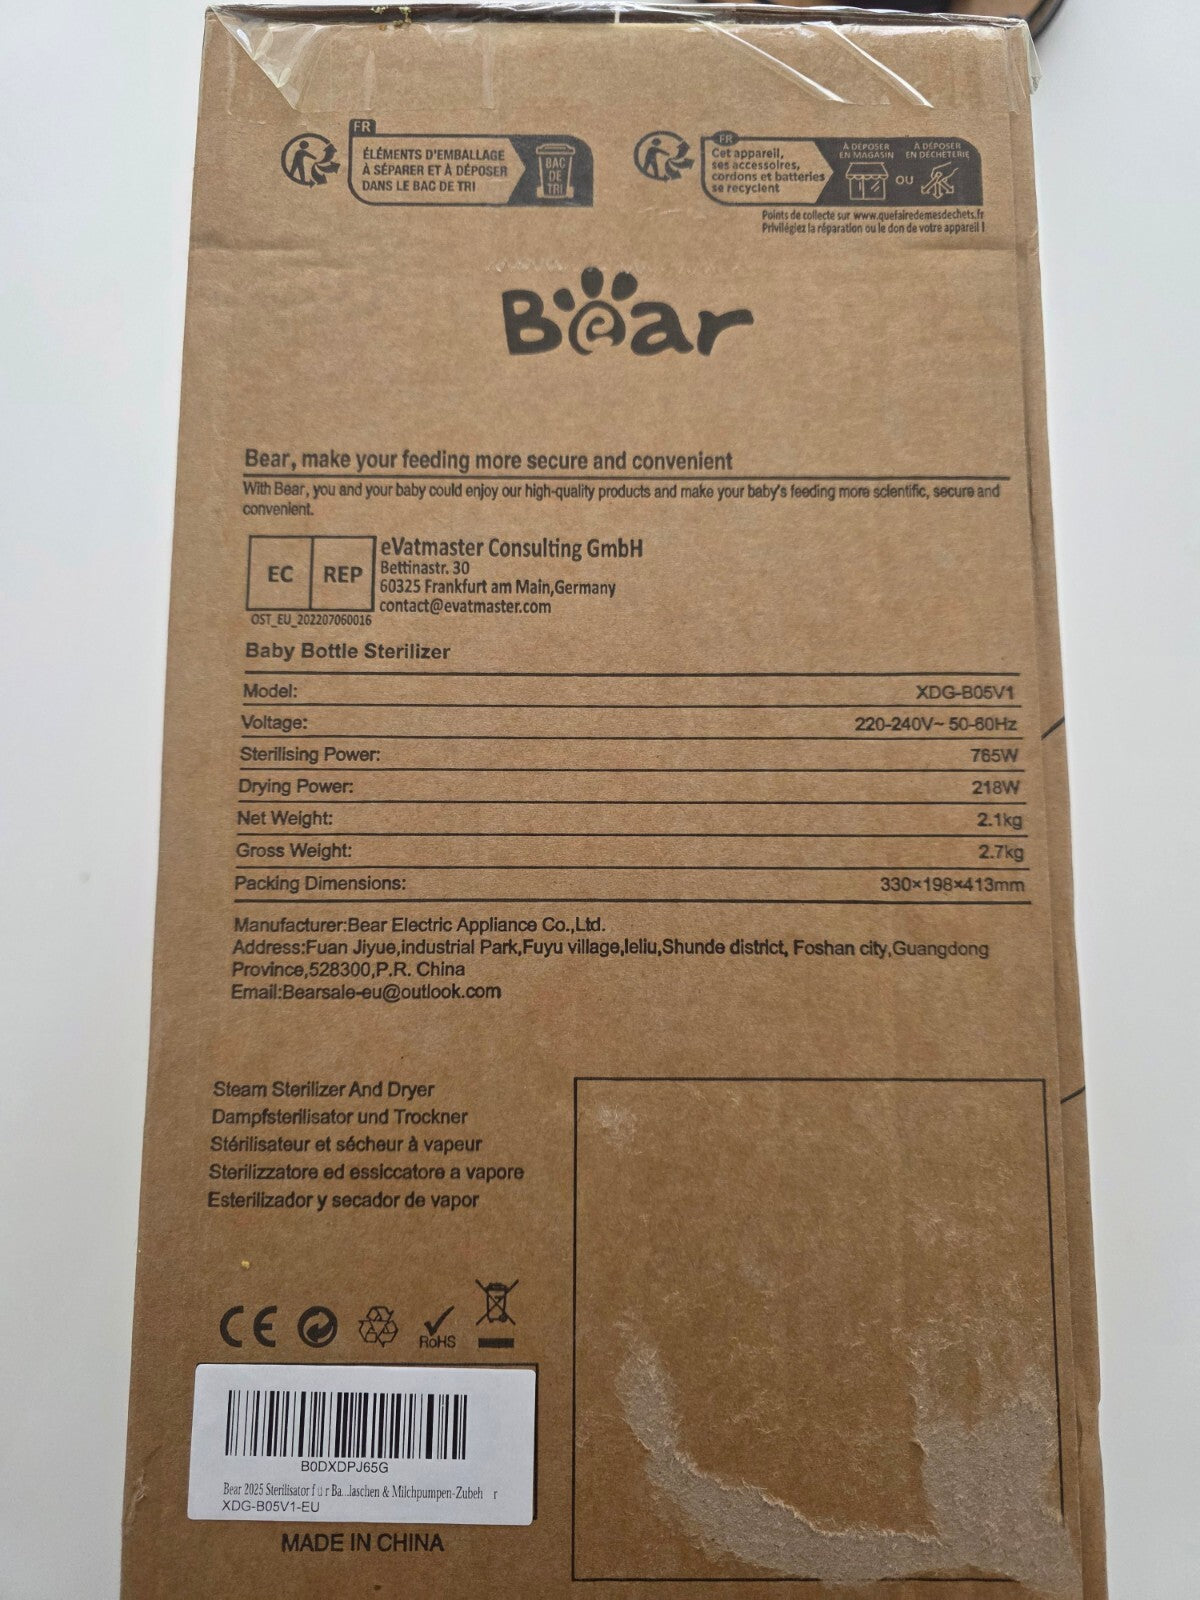 FR
ÉLÉMENTS D'EMBALLAGE
À SÉPARER ET À DÉPOSER
DANS LE BAC DE TRI
BAC
DE
TRI
FR
Cet appareil,
ses accessoires,
cordons et batteries
se recyclent
À DÉPOSER
EN MAGASIN
OU
À DÉPOSER
EN DÉCHÈTERIE
Points de collecte sur www.quefairedemesdechets.fr
Privilégiez la réparation ou le don de votre appareil !
Bear
Bear, make your feeding more secure and convenient
With Bear, you and your baby could enjoy our high-quality products and make your baby's feeding more scientific, secure and
convenient.
EC REP
eVatmaster Consulting GmbH
Bettinastr. 30
60325 Frankfurt am Main,Germany
contact@evatmaster.com
OST_EU_202207060016
Baby Bottle Sterilizer
Model: XDG-B05V1
Voltage: 220-240V~ 50-60Hz
Sterilising Power: 765W
Drying Power: 218W
Net Weight: 2.1kg
Gross Weight: 2.7kg
Packing Dimensions: 330×198×413mm
Manufacturer:Bear Electric Appliance Co.,Ltd.
Address:Fuan Jiyue,industrial Park,Fuyu village,leliu,Shunde district, Foshan city,Guangdong
Province,528300,P.R. China
Email:Bearsale-eu@outlook.com
Steam Sterilizer And Dryer
Dampfsterilisator und Trockner
Stérilisateur et sécheur à vapeur
Sterilizzatore ed essiccatore a vapore
Esterilizador y secador de vapor
CE
RoHS
B0DXDPJ65G
Bear 2025 Sterilisator f ü r Ba...laschen & Milchpumpen-Zubeh r
XDG-B05V1-EU
MADE IN CHINA